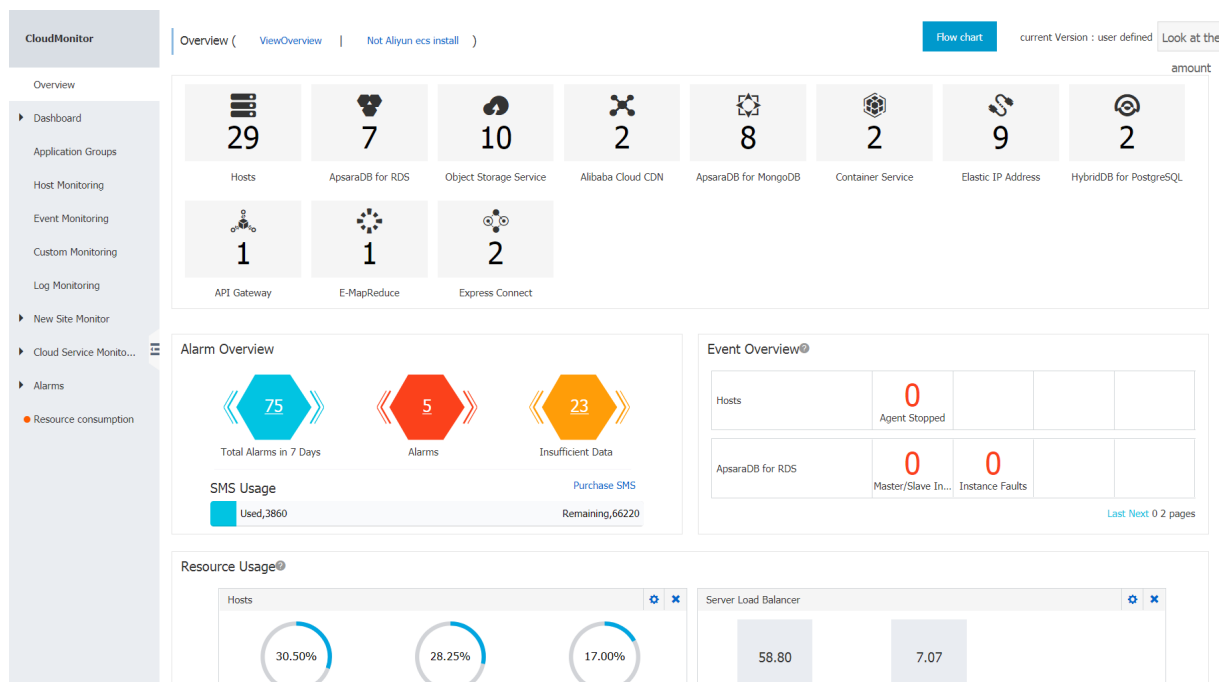 CloudMonitor
Overview
Dashboard
Application Groups
Host Monitoring
Event Monitoring
Custom Monitoring
Log Monitoring
New Site Monitor
Cloud Service Monito...
Alarms
Resource consumption
Overview ( ViewOverview | Not Aliyun ecs install )
Flow chart
current Version : user defined
Look at the
amount
29 7 10 2 8 2 9 2
Hosts ApsaraDB for RDS Object Storage Service Alibaba Cloud CDN ApsaraDB for MongoDB Container Service Elastic IP Address HybridDB for PostgreSQL
1 1 2
API Gateway E-MapReduce Express Connect
Alarm Overview
75 5 23
Total Alarms in 7 Days Alarms Insufficient Data
SMS Usage Purchase SMS
Used,3860 Remaining,66220
Event Overview
Hosts
0
Agent Stopped
ApsaraDB for RDS
0 0
Master/Slave In... Instance Faults
Last Next 0 2 pages
Resource Usage
Hosts
30.50% 28.25% 17.00%
Server Load Balancer
58.80 7.07